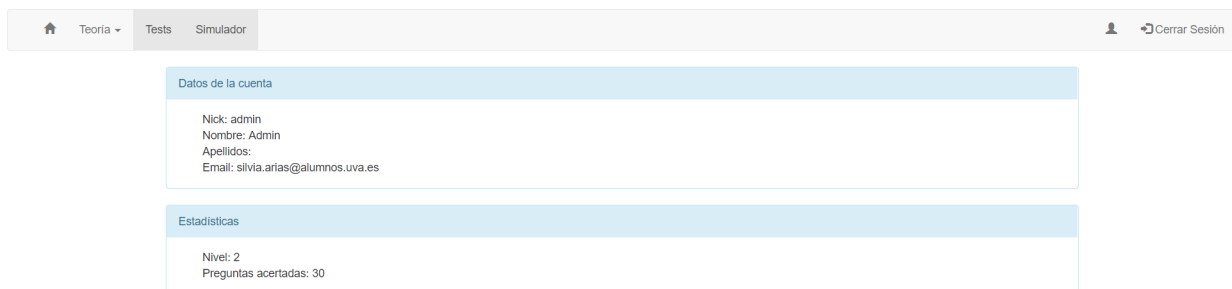 Teoría Tests Simulador Cerrar Sesión
Datos de la cuenta
Nick: admin
Nombre: Admin
Apellidos:
Email: silvia.arias@alumnos.uva.es
Estadísticas
Nivel: 2
Preguntas acertadas: 30